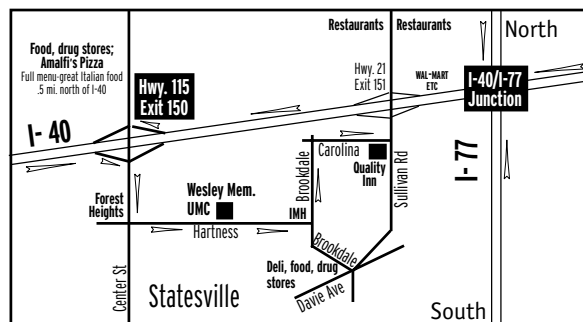 Restaurants
Restaurants
North
Food, drug stores;
Amalfi's Pizza
Full menu-great Italian food
.5 mi. north of I-40
Hwy. 115
Exit 150
Hwy. 21
Exit 151
WAL-MART
ETC
I-40/I-77
Junction
I- 40
I- 77
Carolina
Quality
Inn
Brookdale
Sullivan Rd
Forest
Heights
Wesley Mem.
UMC
IMH
Hartness
Brookdale
Deli, food, drug
stores
Davie Ave
Center St
Statesville
South